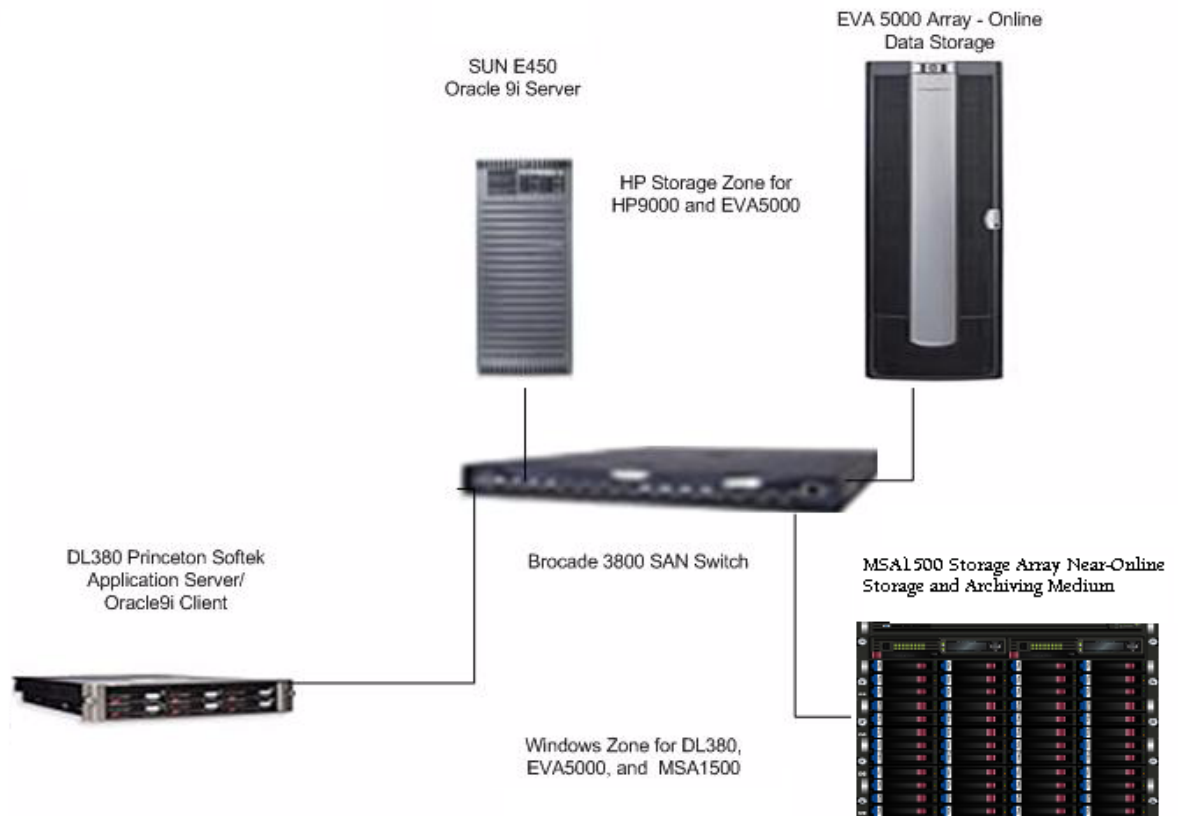 EVA 5000 Array - Online
Data Storage
SUN E450
Oracle 9i Server
HP Storage Zone for
HP9000 and EVA5000
DL380 Princeton Softek
Application Server/
Oracle9i Client
Brocade 3800 SAN Switch
MSA1500 Storage Array Near-Online
Storage and Archiving Medium
Windows Zone for DL380,
EVA5000, and MSA1500